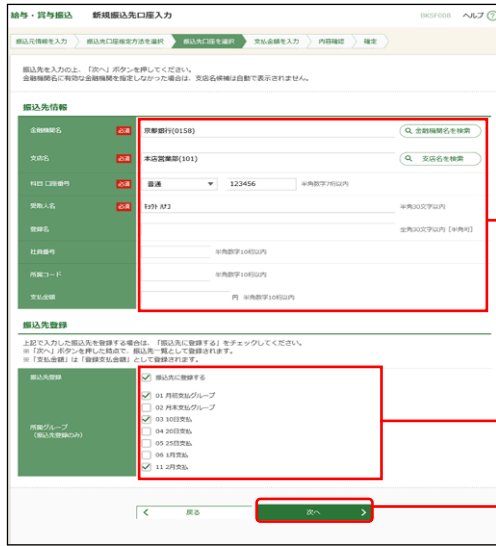 給与・賞与振込 新規振込先口座入力 BKSF008 ヘルプ ?
振込元情報を入力 振込先口座指定方法を選択 振込先口座を選択 支払金額を入力 内容確認 確定
振込先を入力の上、「次へ」ボタンを押してください。
金融機関名に有効な金融機関を指定しなかった場合は、支店名候補は自動で表示されません。
振込先情報
金融機関名 必須 京都銀行(0158) 金融機関名を検索
支店名 必須 本店営業部(101) 支店名を検索
科目 口座番号 必須 普通 123456 半角数字7桁以内
受取人名 必須 ｷｮｳﾄ ﾊﾅｺ 半角30文字以内
登録名 全角30文字以内 [半角可]
社員番号 半角数字10桁以内
所属コード 半角数字10桁以内
支払金額 円 半角数字10桁以内
振込先登録
上記で入力した振込先を登録する場合は、「振込先に登録する」をチェックしてください。
※「次へ」ボタンを押した時点で、振込先一覧として登録されます。
※「支払金額」は「登録支払金額」として登録されます。
振込先登録 振込先に登録する
所属グループ
(振込先登録のみ)
01 月初支払グループ
02 月末支払グループ
03 10日支払
04 20日支払
05 25日支払
06 1月支払
11 2月支払
戻る 次へ